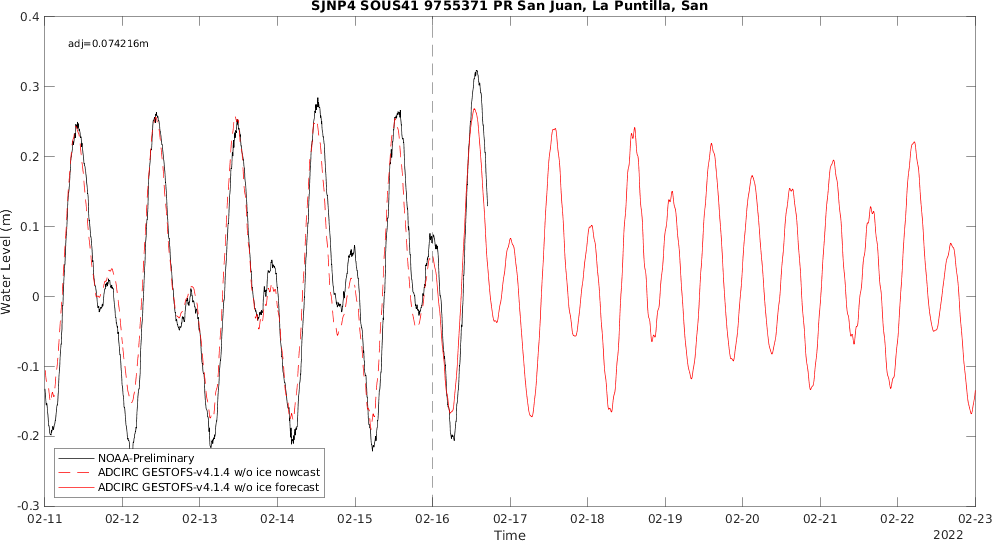 SJNP4 SOUS41 9755371 PR San Juan, La Puntilla, San
adj=0.074216m
0.4
0.3
0.2
0.1
0
-0.1
-0.2
-0.3
Water Level (m)
NOAA-Preliminary
ADCIRC GESTOFS-v4.1.4 w/o ice nowcast
ADCIRC GESTOFS-v4.1.4 w/o ice forecast
02-11 02-12 02-13 02-14 02-15 02-16 02-17 02-18 02-19 02-20 02-21 02-22 02-23
Time
2022